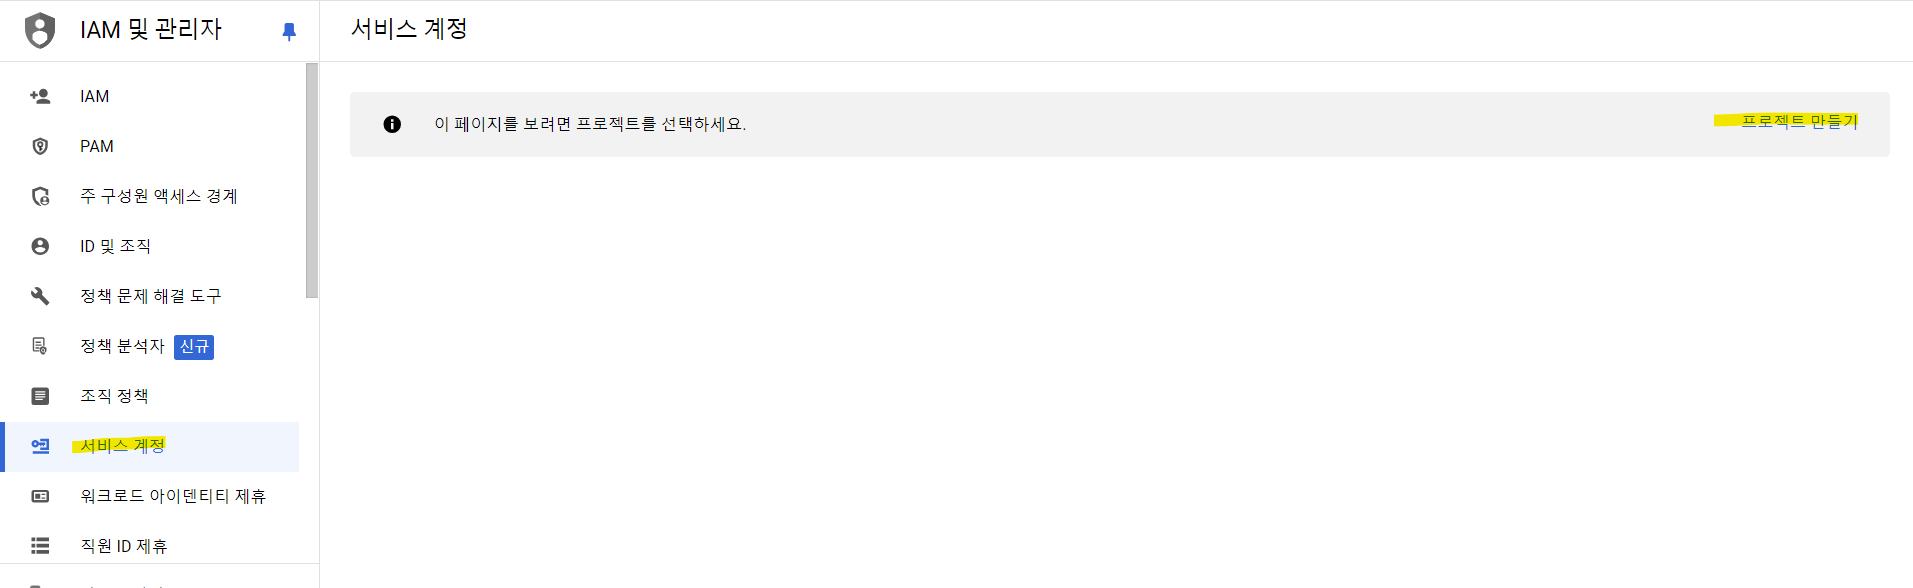 IAM 및 관리자
서비스 계정
IAM
PAM
주 구성원 액세스 경계
ID 및 조직
정책 문제 해결 도구
정책 분석자 신규
조직 정책
서비스 계정
워크로드 아이덴티티 제휴
직원 ID 제휴
이 페이지를 보려면 프로젝트를 선택하세요.
프로젝트 만들기